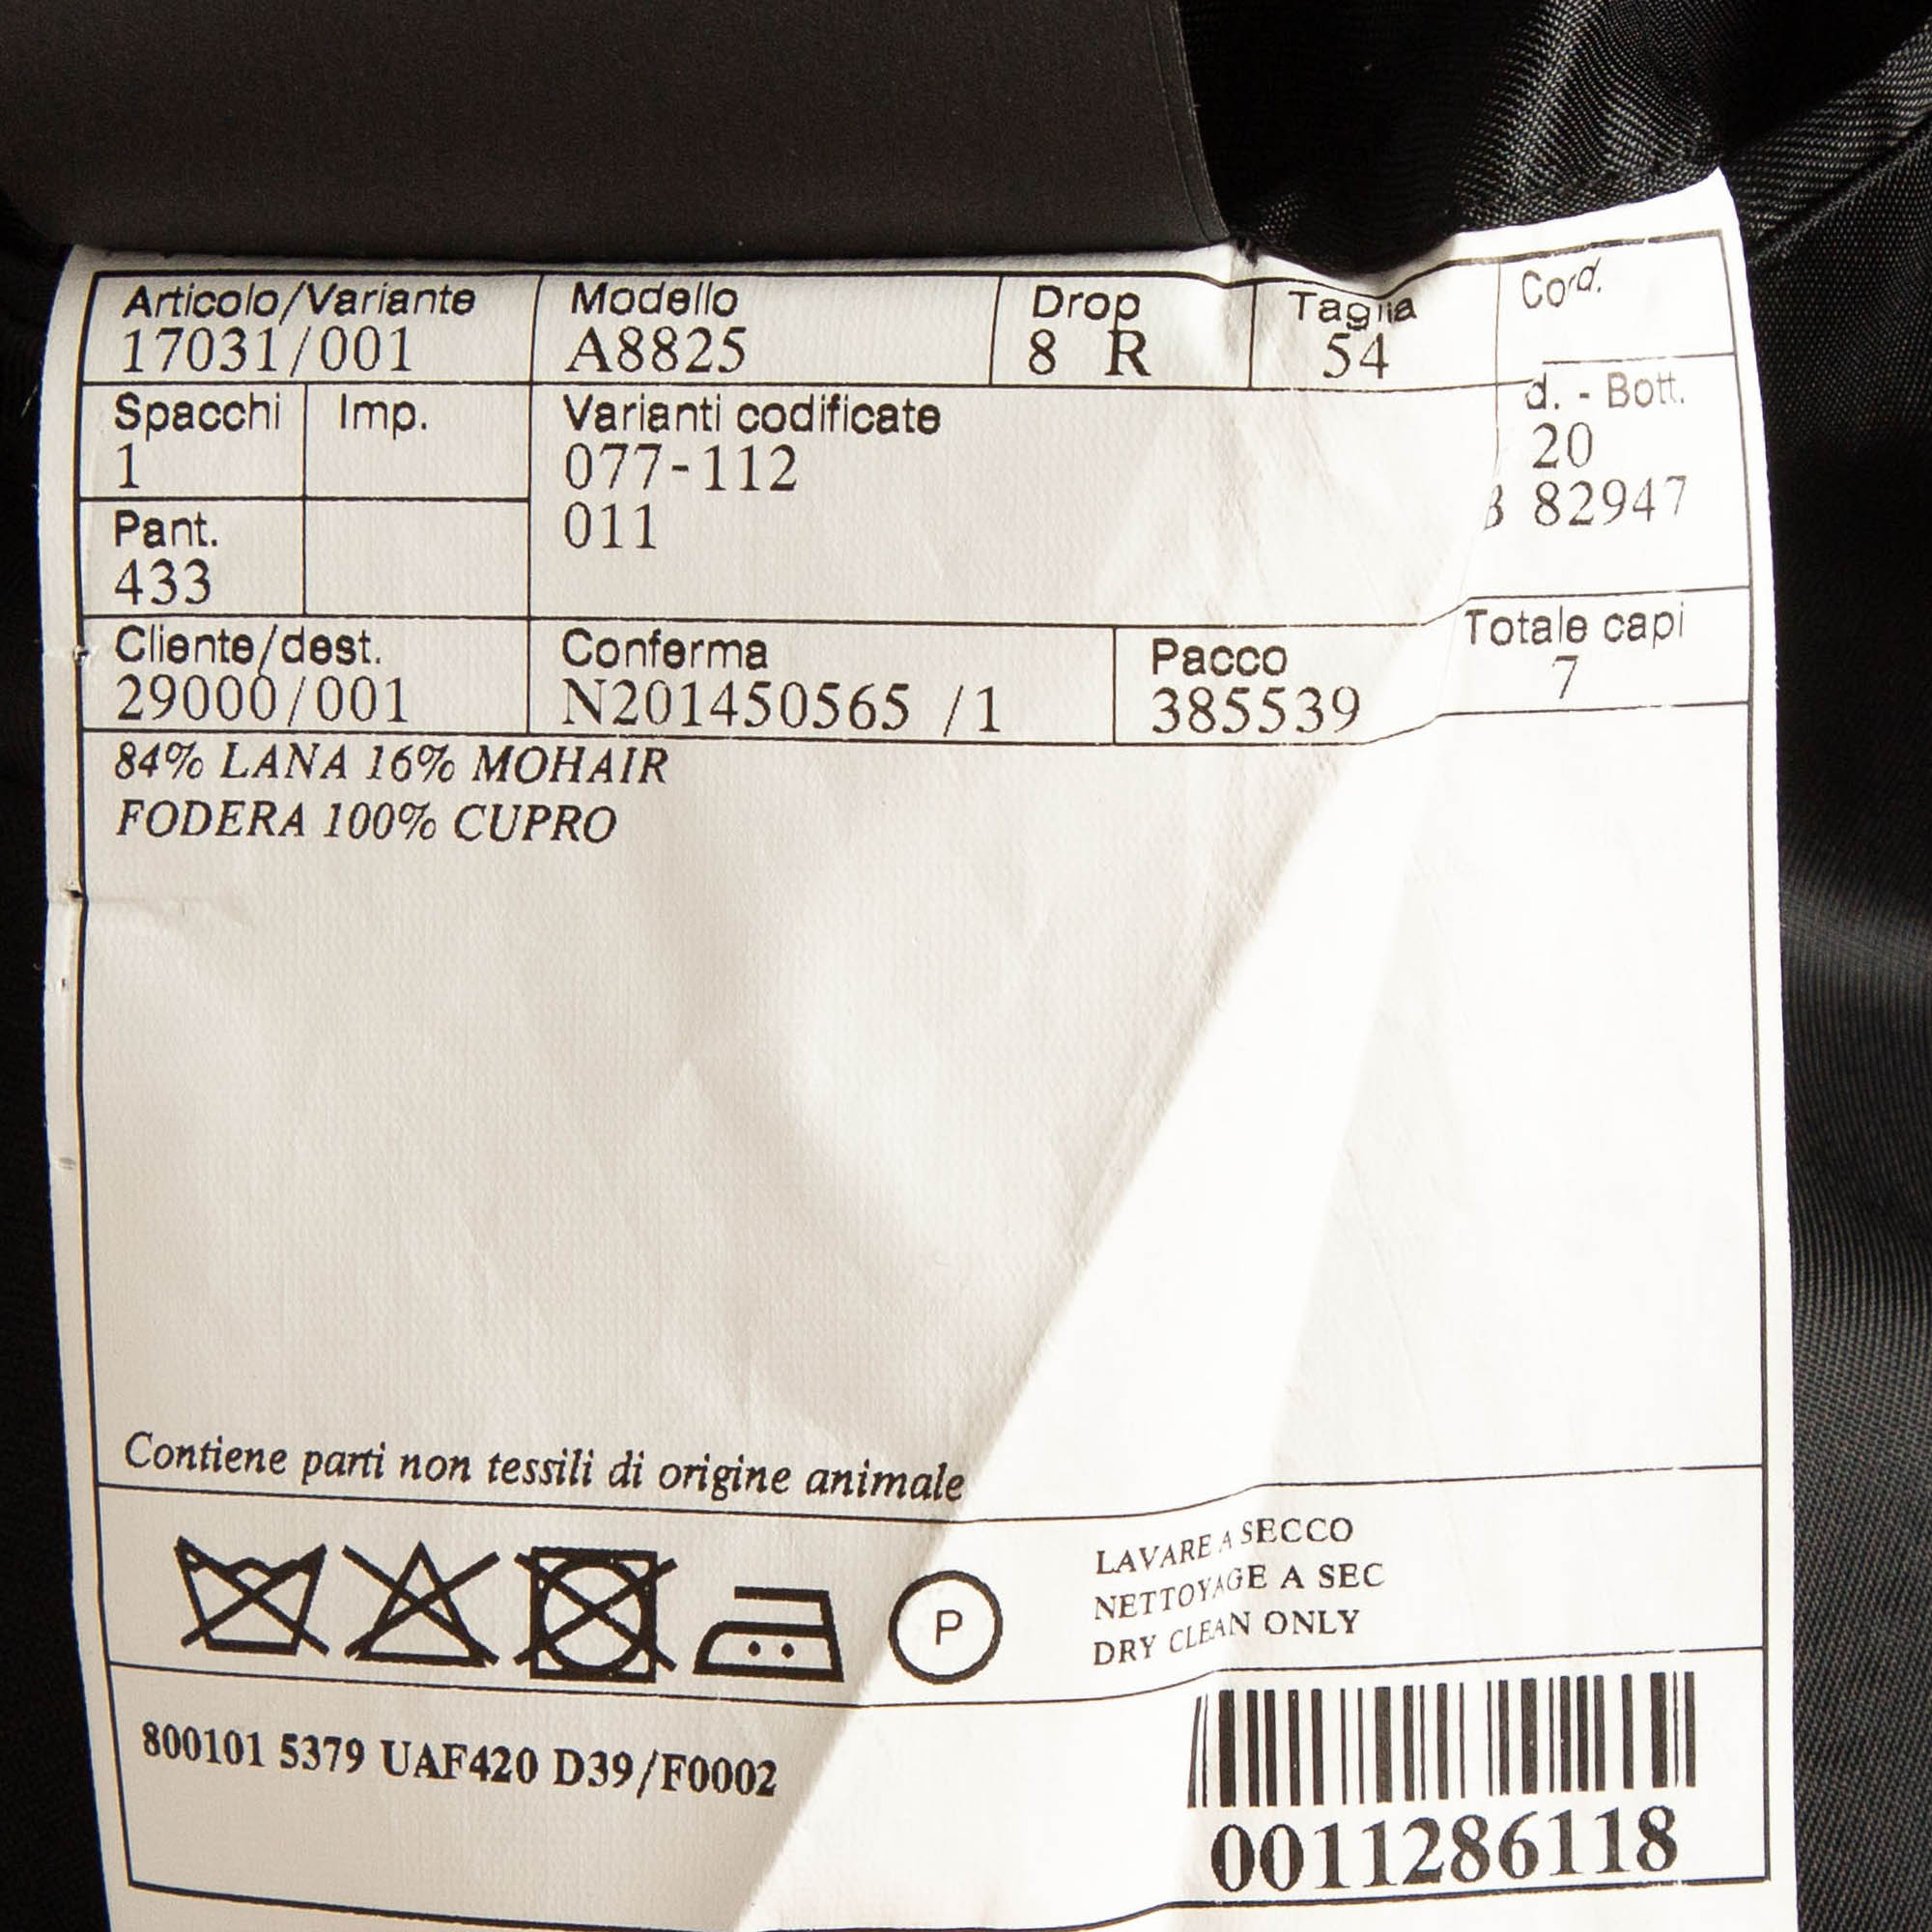 Articolo/Variante Modello Drop Taglia Cord.
17031/001 A8825 8 R 54
Spacchi Imp. Varianti codificate d. - Bott.
1 077-112 20
Pant. 011 82947
433
Cliente/dest. Conferma Pacco Totale capi
29000/001 N201450565 /1 385539 7
84% LANA 16% MOHAIR
FODERA 100% CUPRO
Contiene parti non tessili di origine animale
P
LAVARE A SECCO
NETTOYAGE A SEC
DRY CLEAN ONLY
800101 5379 UAF420 D39/F0002
0011286118